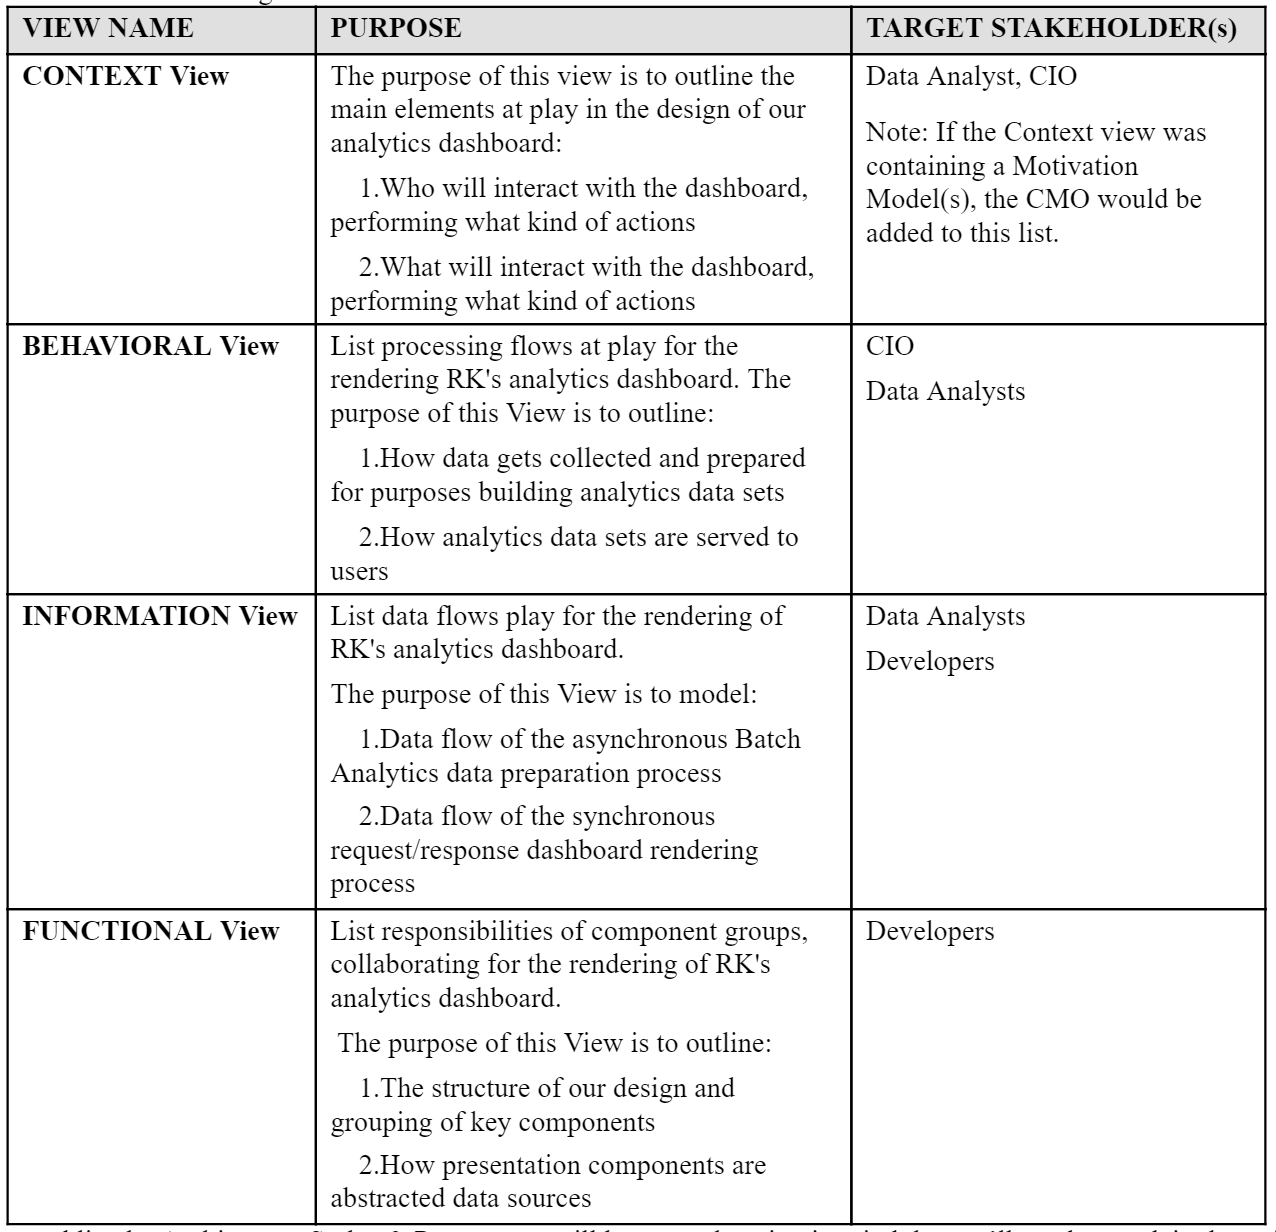 VIEW NAME
PURPOSE
TARGET STAKEHOLDER(s)
CONTEXT View
The purpose of this view is to outline the
main elements at play in the design of our
analytics dashboard:
1.Who will interact with the dashboard,
performing what kind of actions
2.What will interact with the dashboard,
performing what kind of actions
Data Analyst, CIO
Note: If the Context view was
containing a Motivation
Model(s), the CMO would be
added to this list.
BEHAVIORAL View
List processing flows at play for the
rendering RK's analytics dashboard. The
purpose of this View is to outline:
1.How data gets collected and prepared
for purposes building analytics data sets
2.How analytics data sets are served to
users
CIO
Data Analysts
INFORMATION View
List data flows play for the rendering of
RK's analytics dashboard.
The purpose of this View is to model:
1.Data flow of the asynchronous Batch
Analytics data preparation process
2.Data flow of the synchronous
request/response dashboard rendering
process
Data Analysts
Developers
FUNCTIONAL View
List responsibilities of component groups,
collaborating for the rendering of RK's
analytics dashboard.
The purpose of this View is to outline:
1.The structure of our design and
grouping of key components
2.How presentation components are
abstracted data sources
Developers